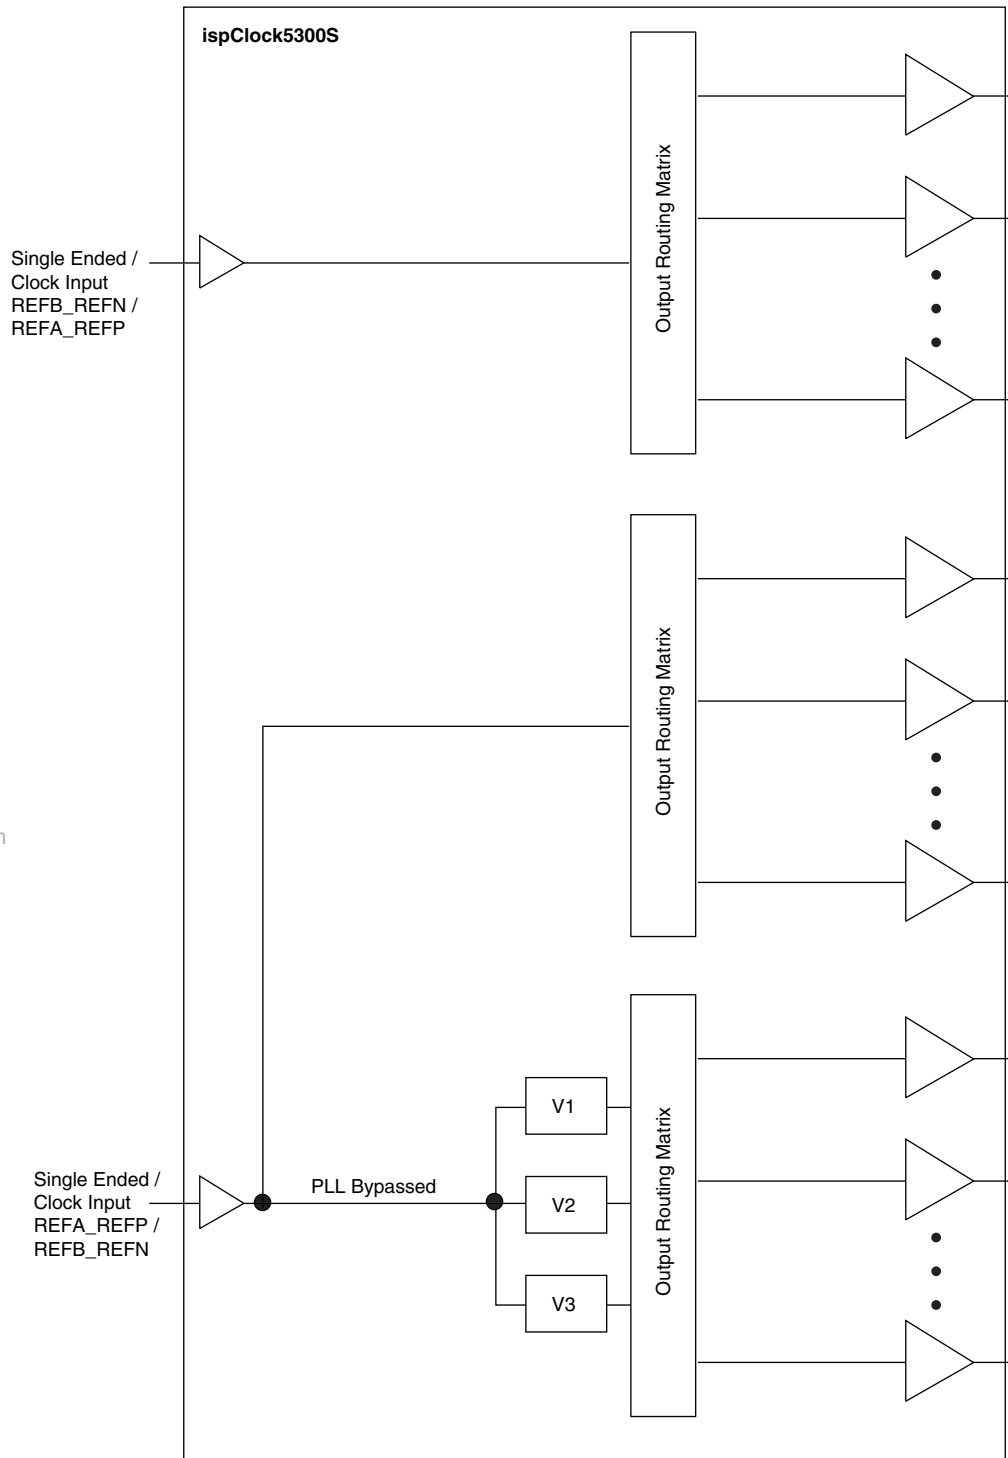 ispClock5300S
Output Routing Matrix
Single Ended /
Clock Input
REFB_REFN /
REFA_REFP
Output Routing Matrix
Output Routing Matrix
V1
V2
V3
PLL Bypassed
Single Ended /
Clock Input
REFA_REFP /
REFB_REFN